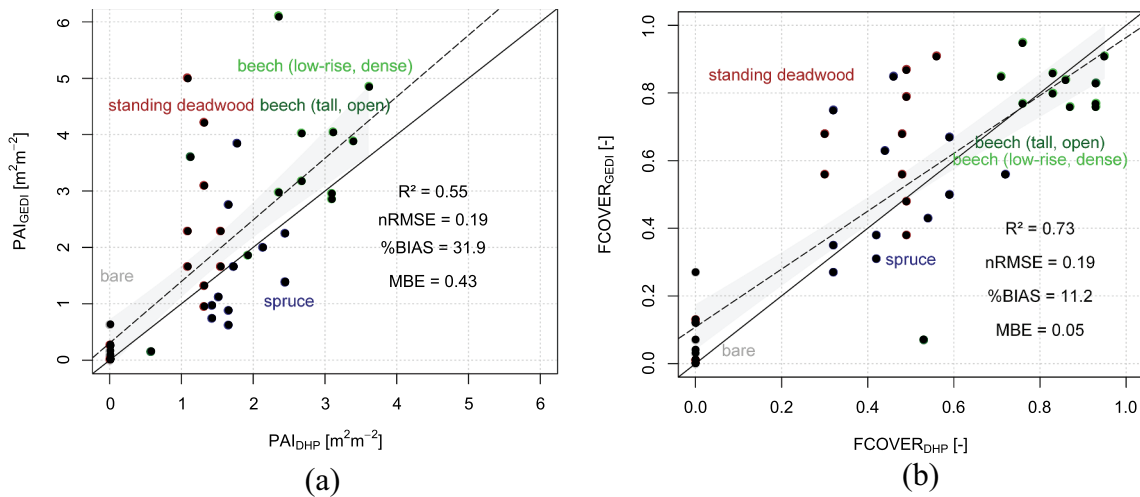 6
5
4
3
2
1
0
PAI_GEDI [m²m⁻²]
beech (low-rise, dense)
standing deadwood beech (tall, open)
R² = 0.55
nRMSE = 0.19
%BIAS = 31.9
MBE = 0.43
bare
spruce
0 1 2 3 4 5 6
PAI_DHP [m²m⁻²]
(a)
1.0
0.8
0.6
0.4
0.2
0.0
FCOVER_GEDI [-]
standing deadwood
beech (tall, open)
beech (low-rise, dense)
R² = 0.73
spruce
nRMSE = 0.19
%BIAS = 11.2
MBE = 0.05
bare
0.0 0.2 0.4 0.6 0.8 1.0
FCOVER_DHP [-]
(b)